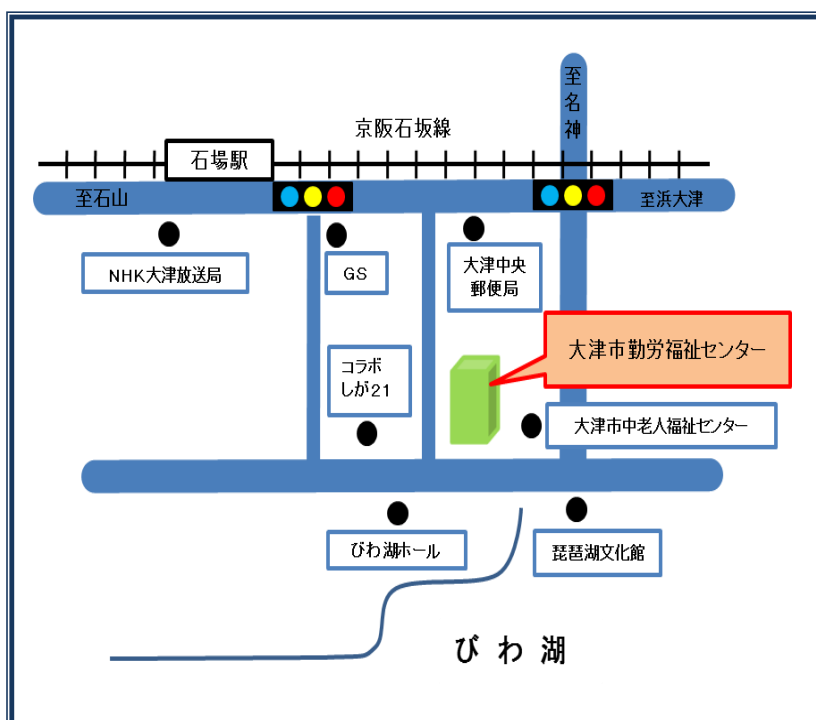 至名神
京阪石坂線
石場駅
至石山
至浜大津
NHK大津放送局
GS
大津中央
郵便局
大津市勤労福祉センター
コラボ
しが21
大津市中老人福祉センター
びわ湖ホール
琵琶湖文化館
びわ湖